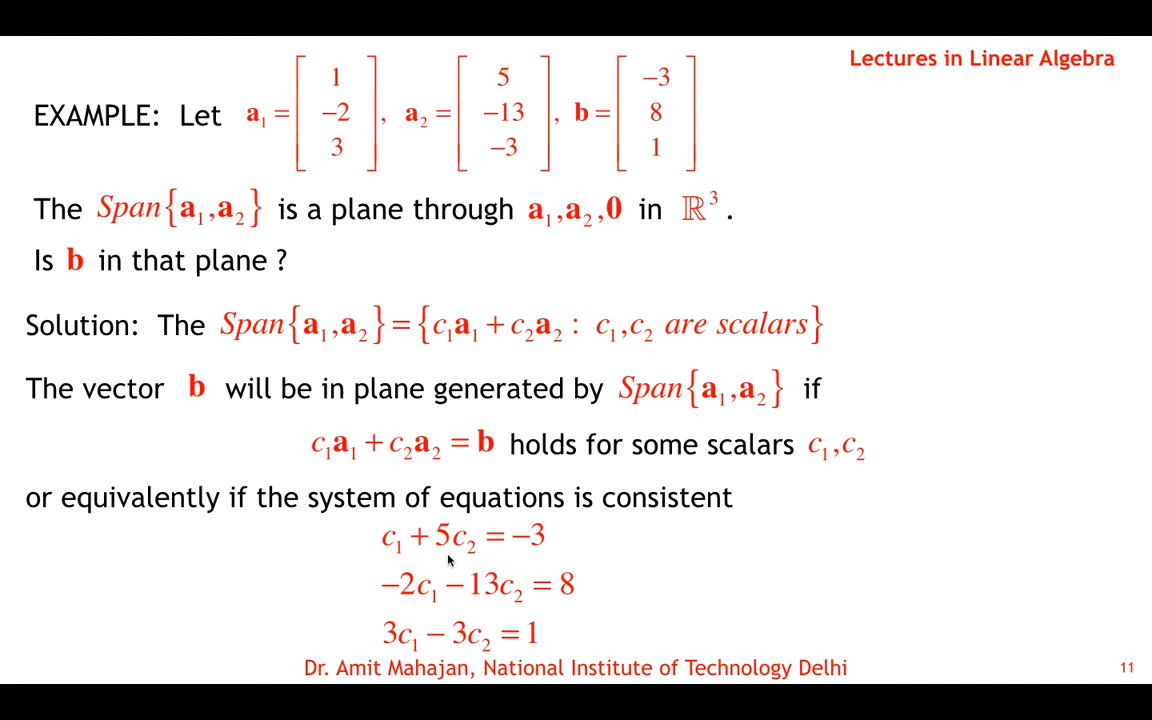 Lectures in Linear Algebra
EXAMPLE: Let a₁ = [1 −2 3], a₂ = [5 −13 −3], b = [−3 8 1]
The Span{a₁,a₂} is a plane through a₁,a₂,0 in ℝ³.
Is b in that plane ?
Solution: The Span{a₁,a₂} = {c₁a₁ + c₂a₂ : c₁,c₂ are scalars}
The vector b will be in plane generated by Span{a₁,a₂} if
c₁a₁ + c₂a₂ = b holds for some scalars c₁,c₂
or equivalently if the system of equations is consistent
c₁ + 5c₂ = −3
−2c₁ − 13c₂ = 8
3c₁ − 3c₂ = 1
Dr. Amit Mahajan, National Institute of Technology Delhi
11